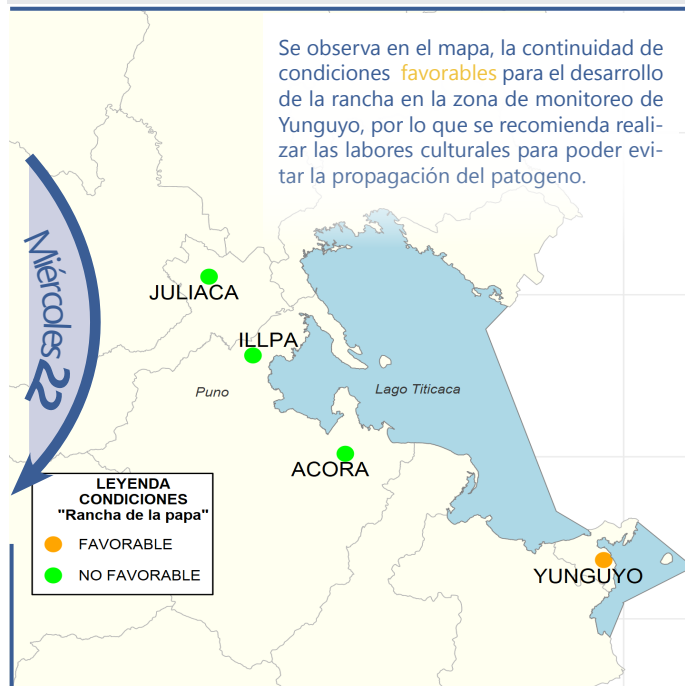 Se observa en el mapa, la continuidad de
condiciones favorables para el desarrollo
de la rancha en la zona de monitoreo de
Yunguyo, por lo que se recomienda reali-
zar las labores culturales para poder evi-
tar la propagación del patogeno.
Miércoles 22
JULIACA
ILLPA
Puno
Lago Titicaca
ACORA
YUNGUYO
LEYENDA
CONDICIONES
"Rancha de la papa"
FAVORABLE
NO FAVORABLE